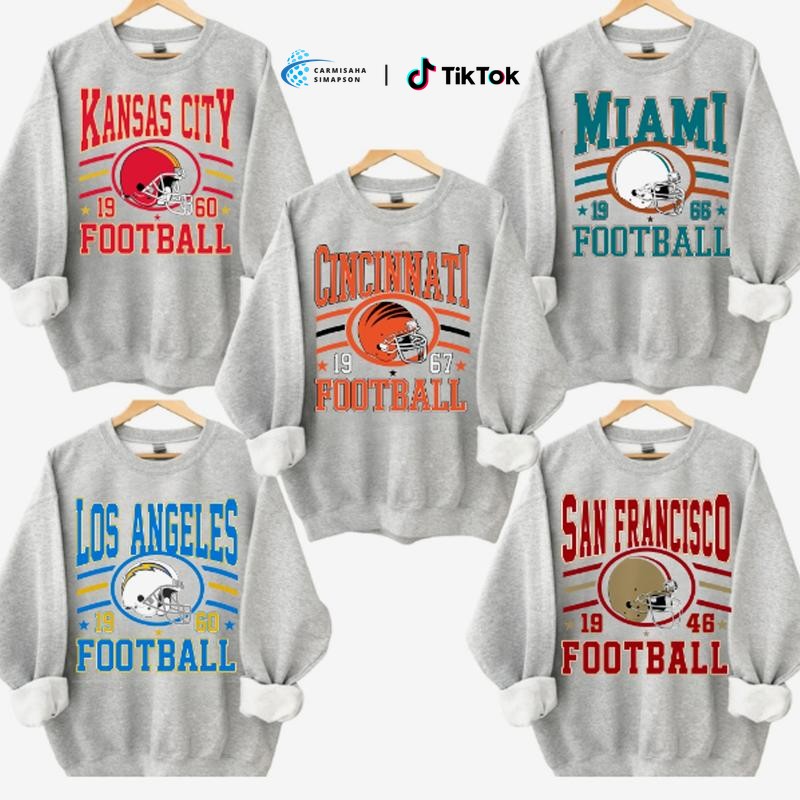 CARMISAHA
SIMAPSON
TikTok
KANSAS CITY
19 60
FOOTBALL
MIAMI
19 66
FOOTBALL
CINCINNATI
19 67
FOOTBALL
LOS ANGELES
19 60
FOOTBALL
SAN FRANCISCO
19 46
FOOTBALL